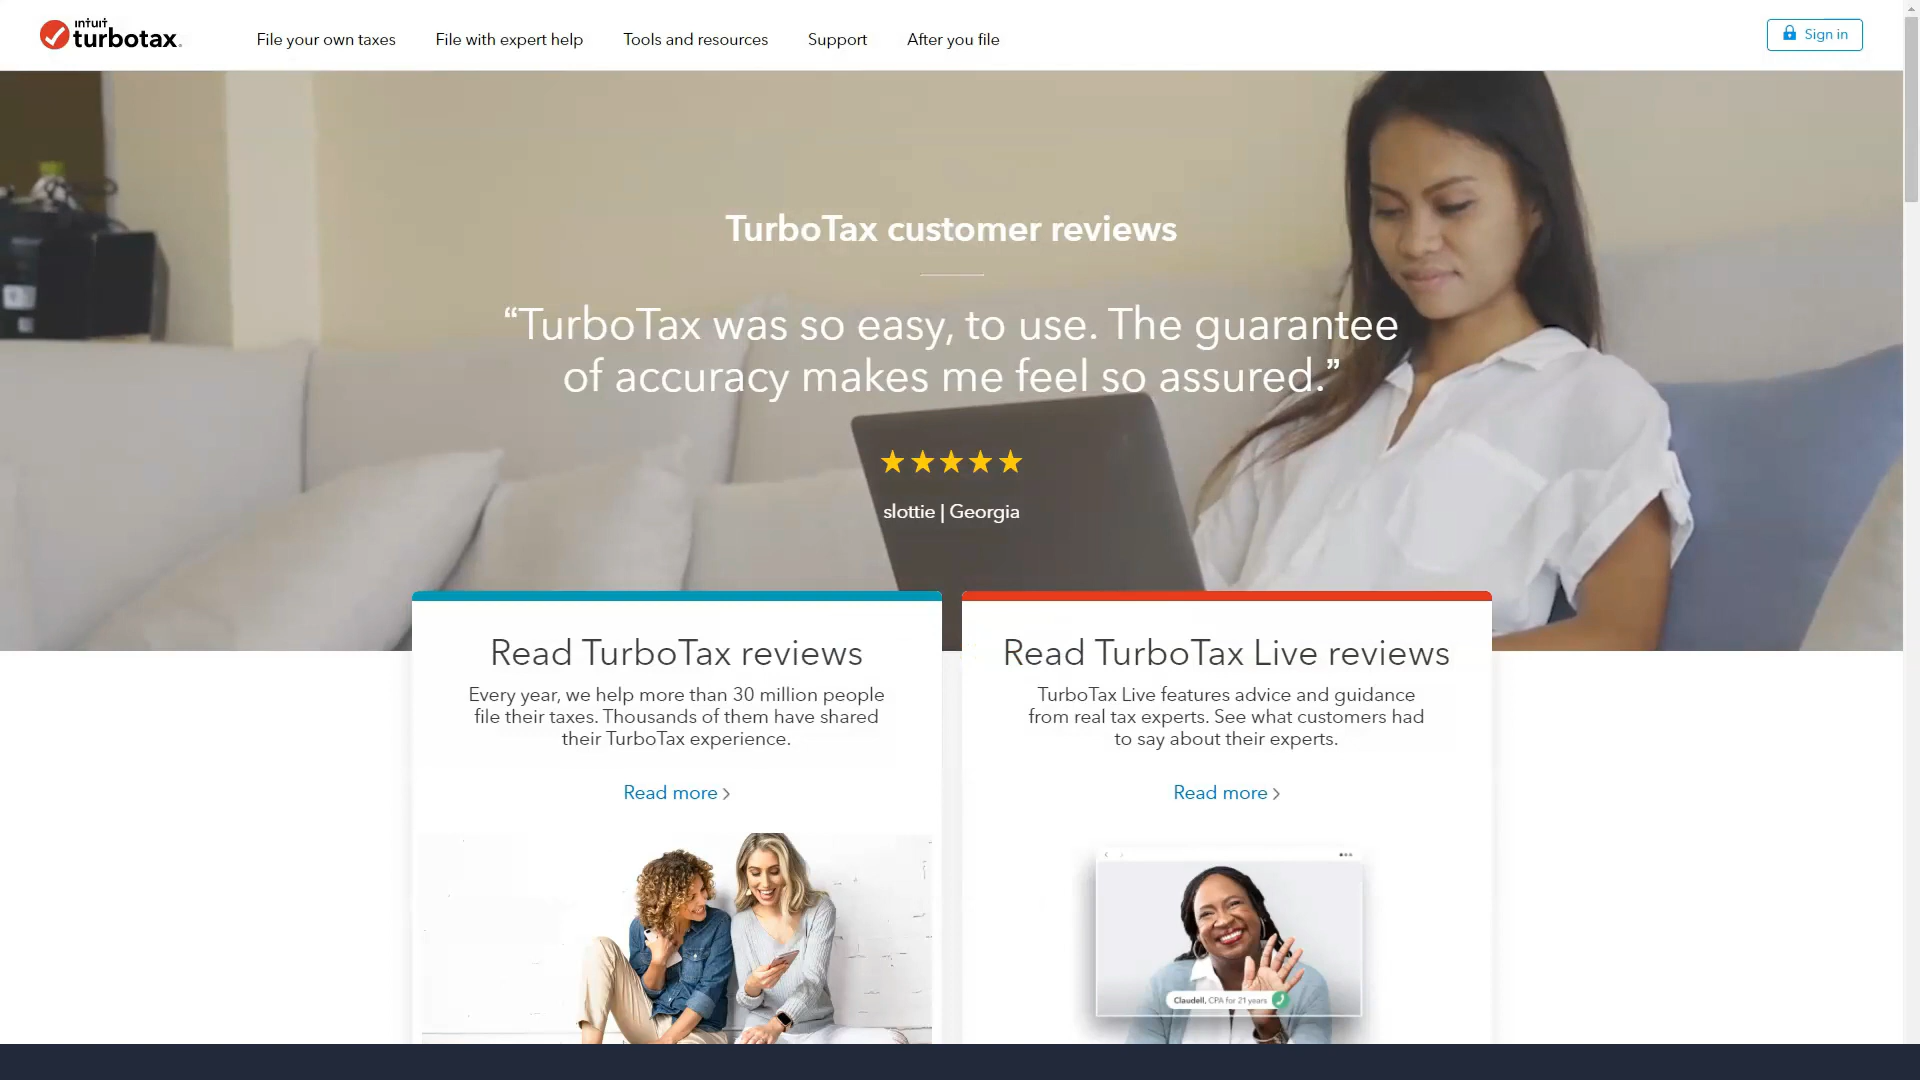 intuit
turbotax.
File your own taxes
File with expert help
Tools and resources
Support
After you file
Sign in
TurboTax customer reviews
“TurboTax was so easy, to use. The guarantee
of accuracy makes me feel so assured.”
slottie | Georgia
Read TurboTax reviews
Every year, we help more than 30 million people
file their taxes. Thousands of them have shared
their TurboTax experience.
Read more
Read TurboTax Live reviews
TurboTax Live features advice and guidance
from real tax experts. See what customers had
to say about their experts.
Read more
Claudell, CPA for 21 years